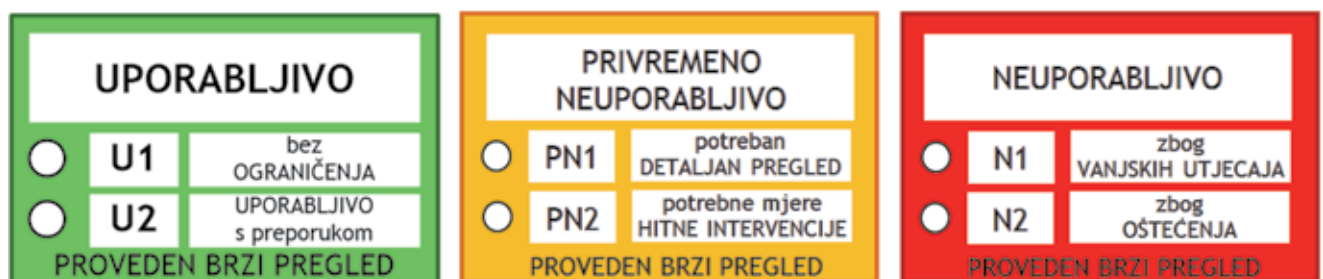 UPORABLJIVO
U1
bez
OGRANIČENJA
U2
UPORABLJIVO
s preporukom
PROVEDEN BRZI PREGLED
PRIVREMENO
NEUPORABLJIVO
PN1
potreban
DETALJAN PREGLED
PN2
potrebne mjere
HITNE INTERVENCIJE
PROVEDEN BRZI PREGLED
NEUPORABLJIVO
N1
zbog
VANJSKIH UTJECAJA
N2
zbog
OŠTEĆENJA
PROVEDEN BRZI PREGLED